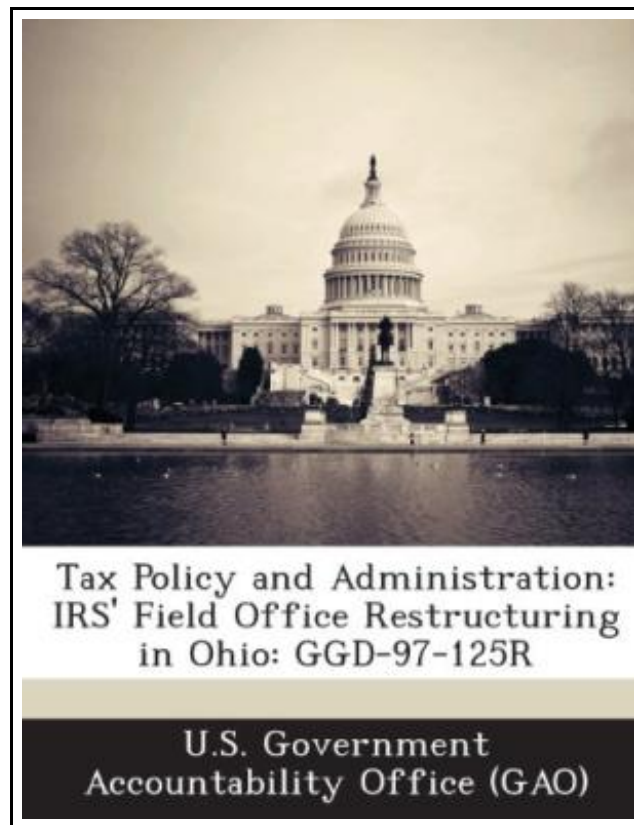 Tax Policy and Administration:
IRS' Field Office Restructuring
in Ohio: GGD-97-125R
U.S. Government
Accountability Office (GAO)